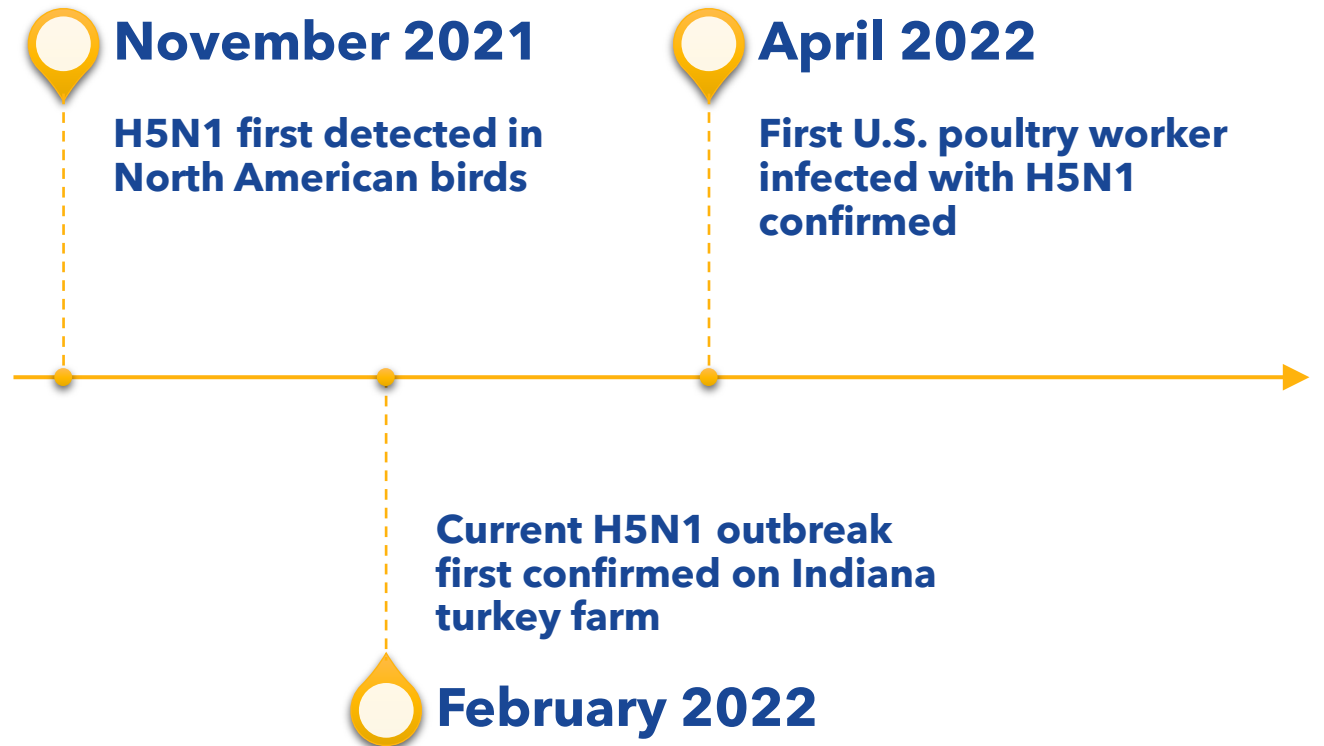 November 2021
H5N1 first detected in
North American birds
April 2022
First U.S. poultry worker
infected with H5N1
confirmed
Current H5N1 outbreak
first confirmed on Indiana
turkey farm
February 2022